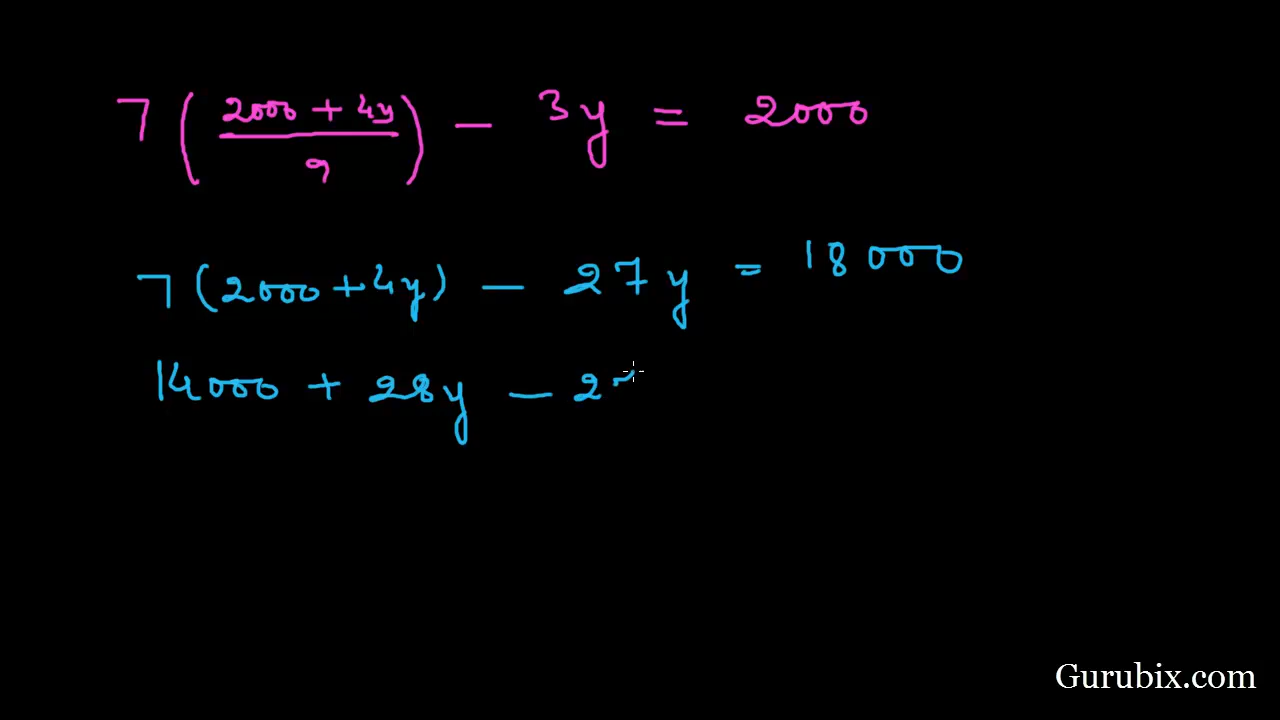 7 ( (2000 + 4y) / 9 ) − 3y = 2000
7 (2000 + 4y) − 27y = 18000
14000 + 28y − 2
Gurubix.com